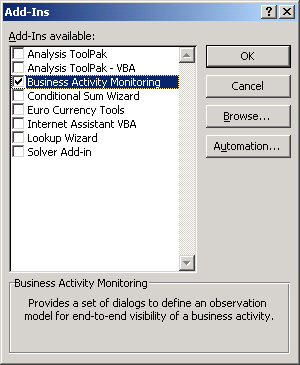 Add-Ins
Add-Ins available:
Analysis ToolPak
Analysis ToolPak - VBA
Business Activity Monitoring
Conditional Sum Wizard
Euro Currency Tools
Internet Assistant VBA
Lookup Wizard
Solver Add-in
OK
Cancel
Browse...
Automation...
Business Activity Monitoring
Provides a set of dialogs to define an observation
model for end-to-end visibility of a business activity.